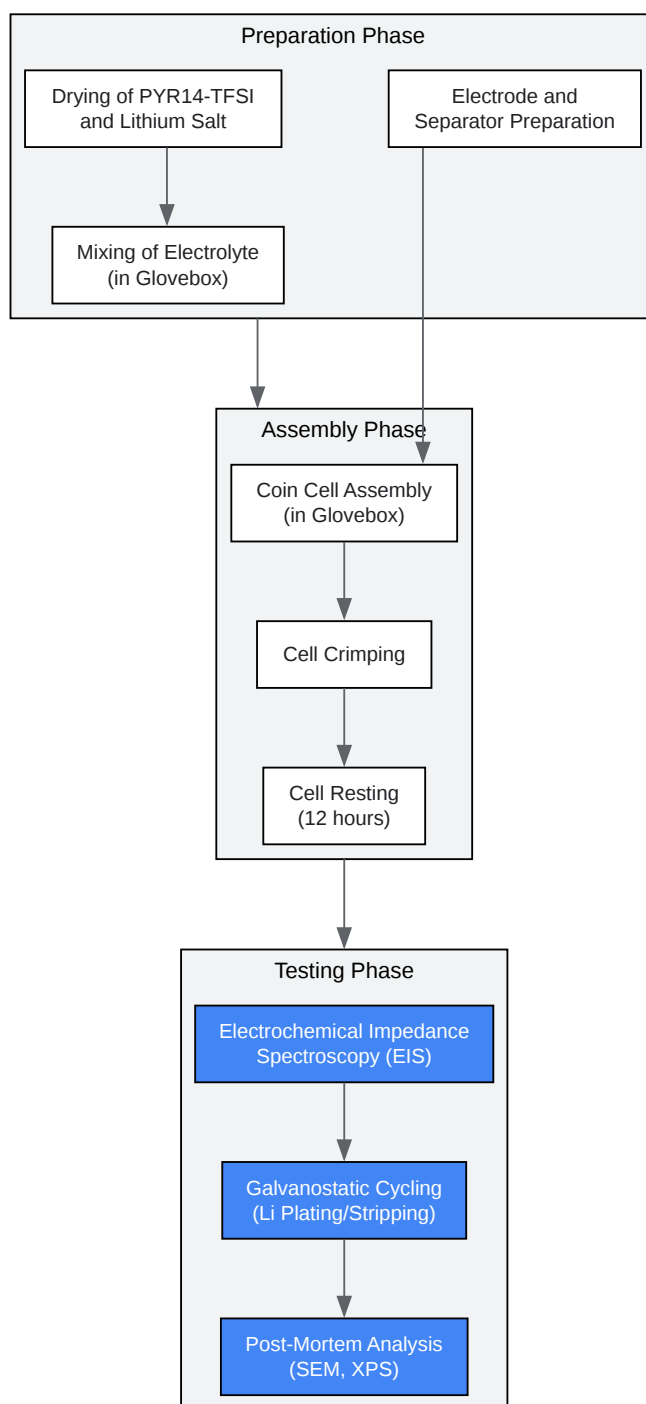 Preparation Phase
Drying of PYR14-TFSI
and Lithium Salt
Electrode and
Separator Preparation
Mixing of Electrolyte
(in Glovebox)
Assembly Phase
Coin Cell Assembly
(in Glovebox)
Cell Crimping
Cell Resting
(12 hours)
Testing Phase
Electrochemical Impedance
Spectroscopy (EIS)
Galvanostatic Cycling
(Li Plating/Stripping)
Post-Mortem Analysis
(SEM, XPS)